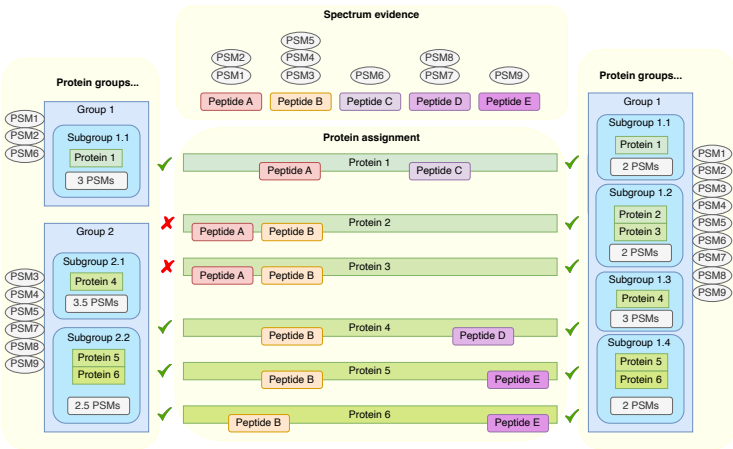 Spectrum evidence
PSM5
PSM2 PSM4 PSM8
PSM1 PSM3 PSM6 PSM7 PSM9
Peptide A Peptide B Peptide C Peptide D Peptide E
Protein groups...
Group 1
PSM1
PSM2
PSM6
Subgroup 1.1
Protein 1
3 PSMs
Group 2
PSM3
PSM4
PSM5
PSM7
PSM8
PSM9
Subgroup 2.1
Protein 4
3.5 PSMs
Subgroup 2.2
Protein 5
Protein 6
2.5 PSMs
Protein assignment
Protein 1
Peptide A Peptide C
Protein 2
Peptide A Peptide B
Protein 3
Peptide A Peptide B
Protein 4
Peptide B Peptide D
Protein 5
Peptide B Peptide E
Protein 6
Peptide B Peptide E
Protein groups...
Group 1
Subgroup 1.1
Protein 1
2 PSMs
Subgroup 1.2
Protein 2
Protein 3
2 PSMs
Subgroup 1.3
Protein 4
3 PSMs
Subgroup 1.4
Protein 5
Protein 6
2 PSMs
PSM1
PSM2
PSM3
PSM4
PSM5
PSM6
PSM7
PSM8
PSM9